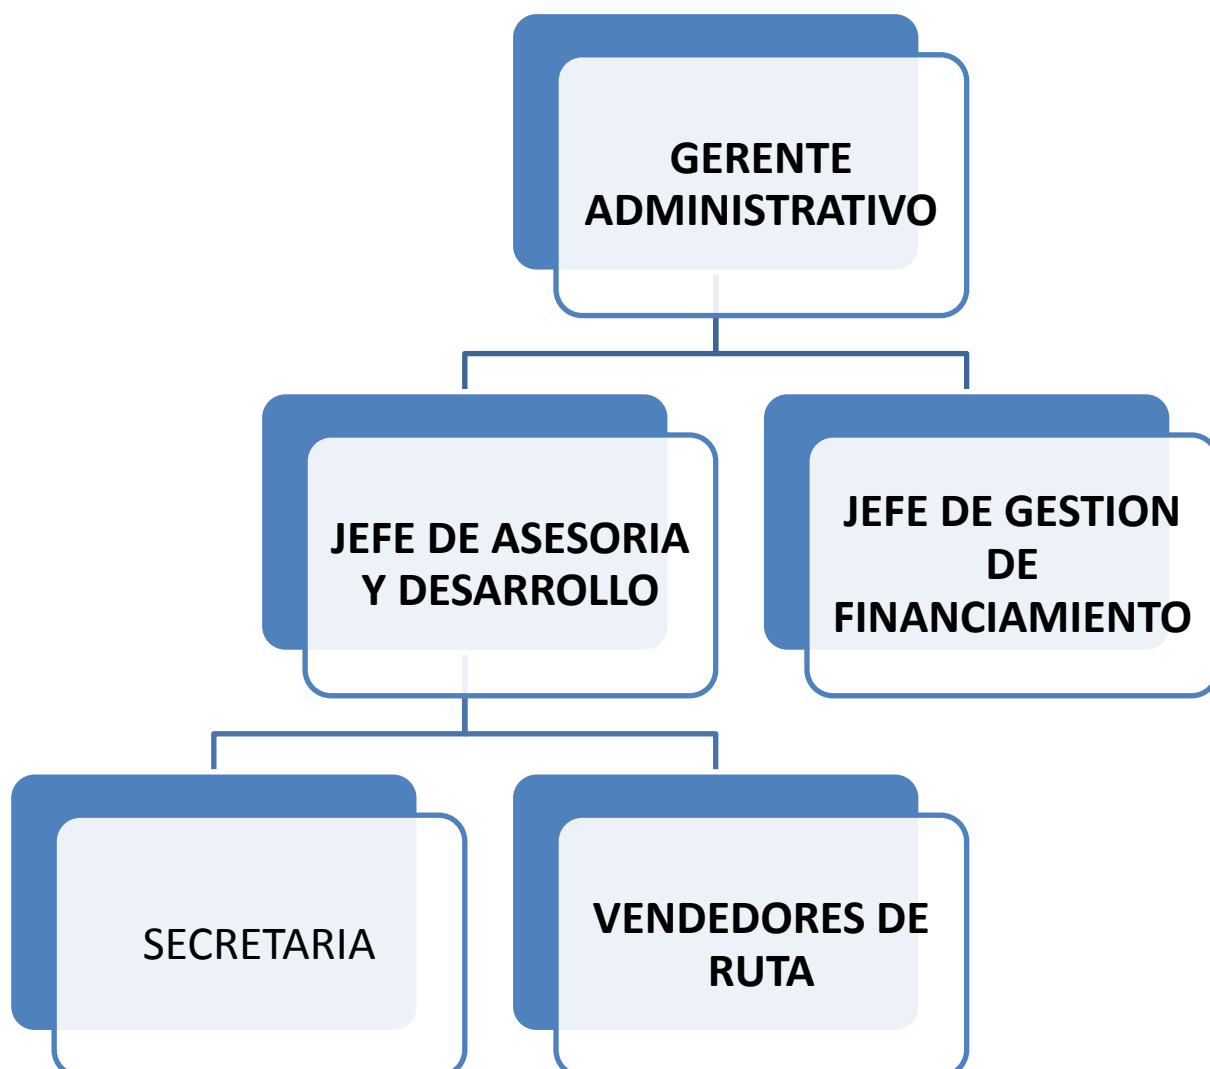 GERENTE
ADMINISTRATIVO
JEFE DE ASESORIA
Y DESARROLLO
JEFE DE GESTION
DE
FINANCIAMIENTO
SECRETARIA
VENDEDORES DE
RUTA